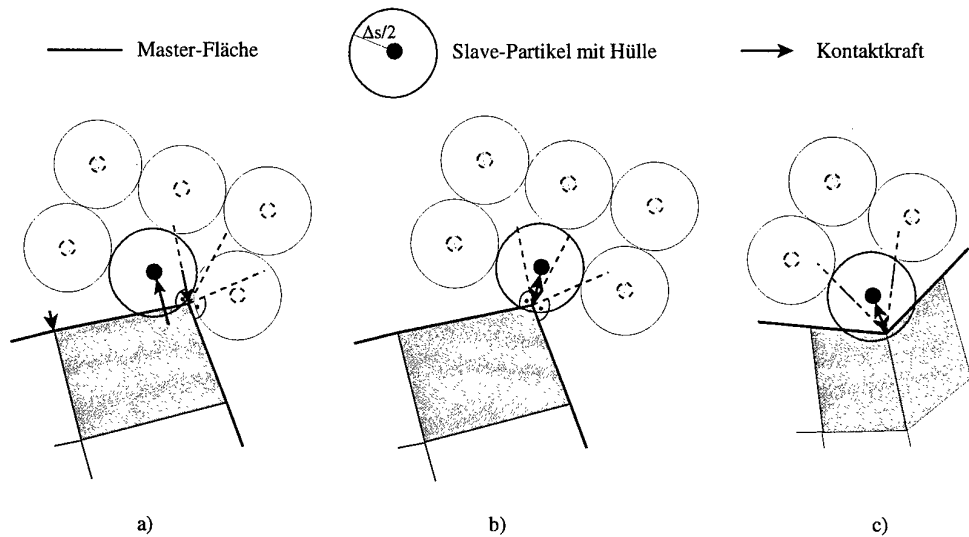 Master-Fläche
Δs/2
Slave-Partikel mit Hülle
Kontaktkraft
a)
b)
c)